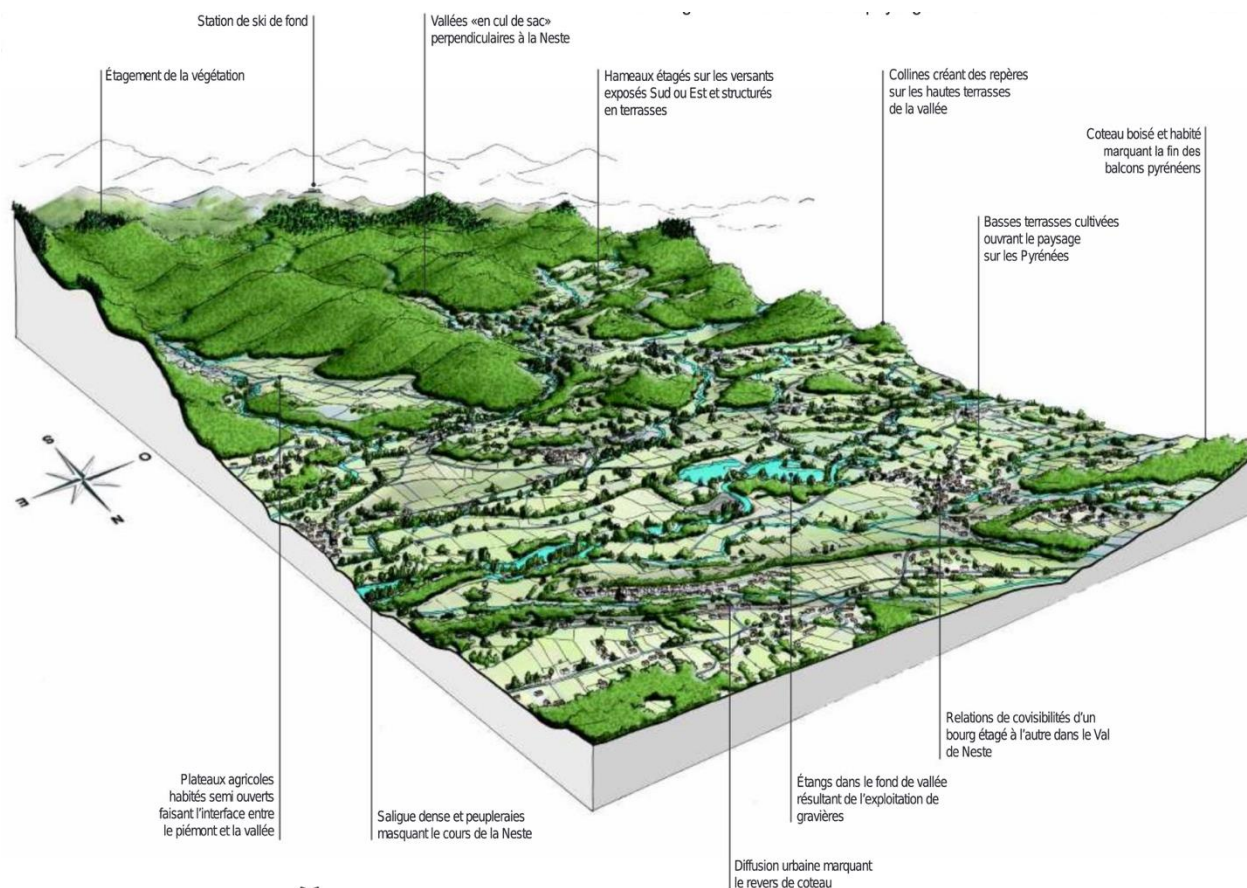 Station de ski de fond
Vallées «en cul de sac»
perpendiculaires à la Neste
Étagement de la végétation
Hameaux étagés sur les versants
exposés Sud ou Est et structurés
en terrasses
Collines créant des repères
sur les hautes terrasses
de la vallée
Coteau boisé et habité
marquant la fin des
balcons pyrénéens
Basses terrasses cultivées
ouvrant le paysage
sur les Pyrénées
S
O
E
N
Relations de covisibilités d'un
bourg étagé à l'autre dans le Val
de Neste
Plateaux agricoles
habités semi ouverts
faisant l'interface entre
le piémont et la vallée
Saligue dense et peupleraies
masquant le cours de la Neste
Étangs dans le fond de vallée
résultant de l'exploitation de
gravières
Diffusion urbaine marquant
le revers de coteau